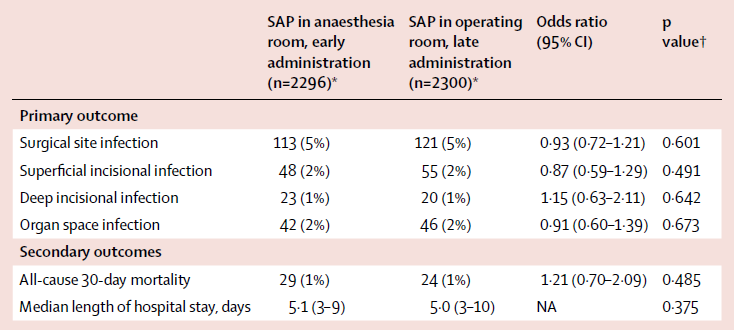 SAP in anaesthesia room, early administration (n=2296)* SAP in operating room, late administration (n=2300)* Odds ratio (95% CI) p value†
Primary outcome
Surgical site infection 113 (5%) 121 (5%) 0·93 (0·72–1·21) 0·601
Superficial incisional infection 48 (2%) 55 (2%) 0·87 (0·59–1·29) 0·491
Deep incisional infection 23 (1%) 20 (1%) 1·15 (0·63–2·11) 0·642
Organ space infection 42 (2%) 46 (2%) 0·91 (0·60–1·39) 0·673
Secondary outcomes
All-cause 30-day mortality 29 (1%) 24 (1%) 1·21 (0·70–2·09) 0·485
Median length of hospital stay, days 5·1 (3–9) 5·0 (3–10) NA 0·375